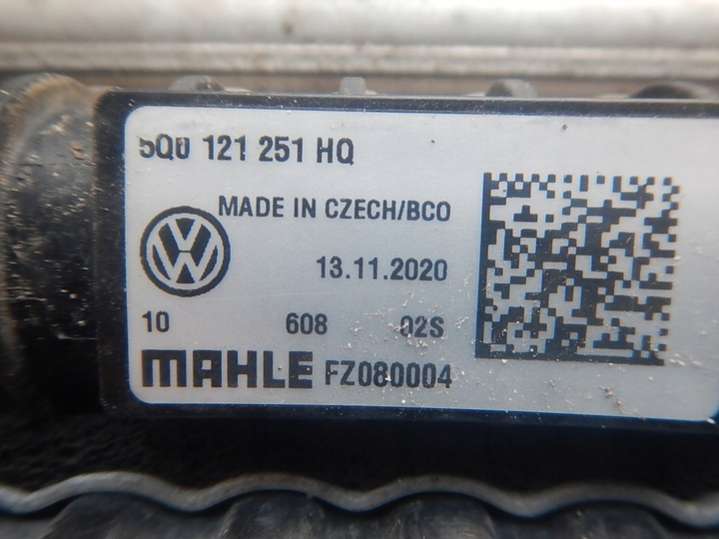 5Q0 121 251 HQ
MADE IN CZECH/BCO
13.11.2020
10 608 02S
MAHLE FZ080004